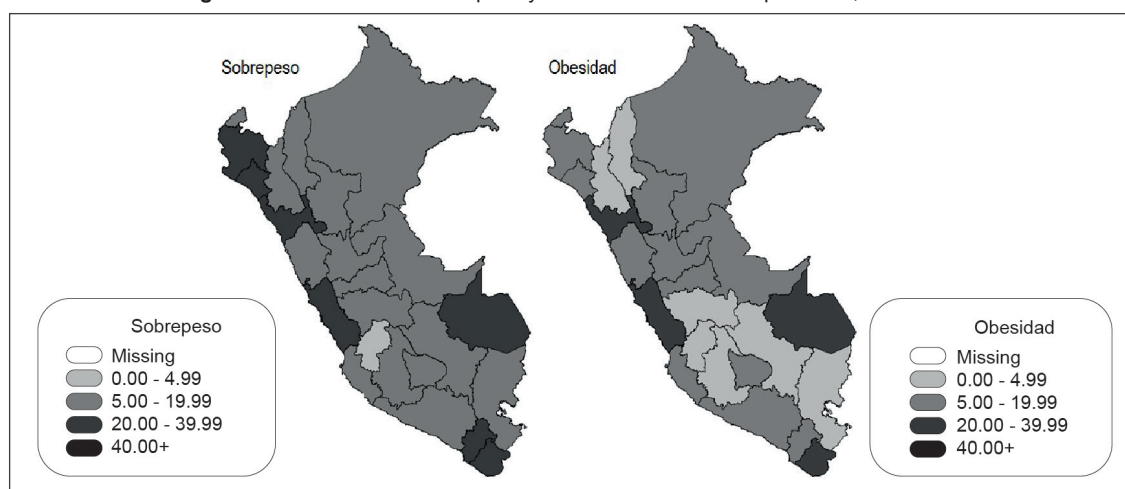 Sobrepeso
Obesidad
Sobrepeso
Missing
0.00 - 4.99
5.00 - 19.99
20.00 - 39.99
40.00+
Obesidad
Missing
0.00 - 4.99
5.00 - 19.99
20.00 - 39.99
40.00+